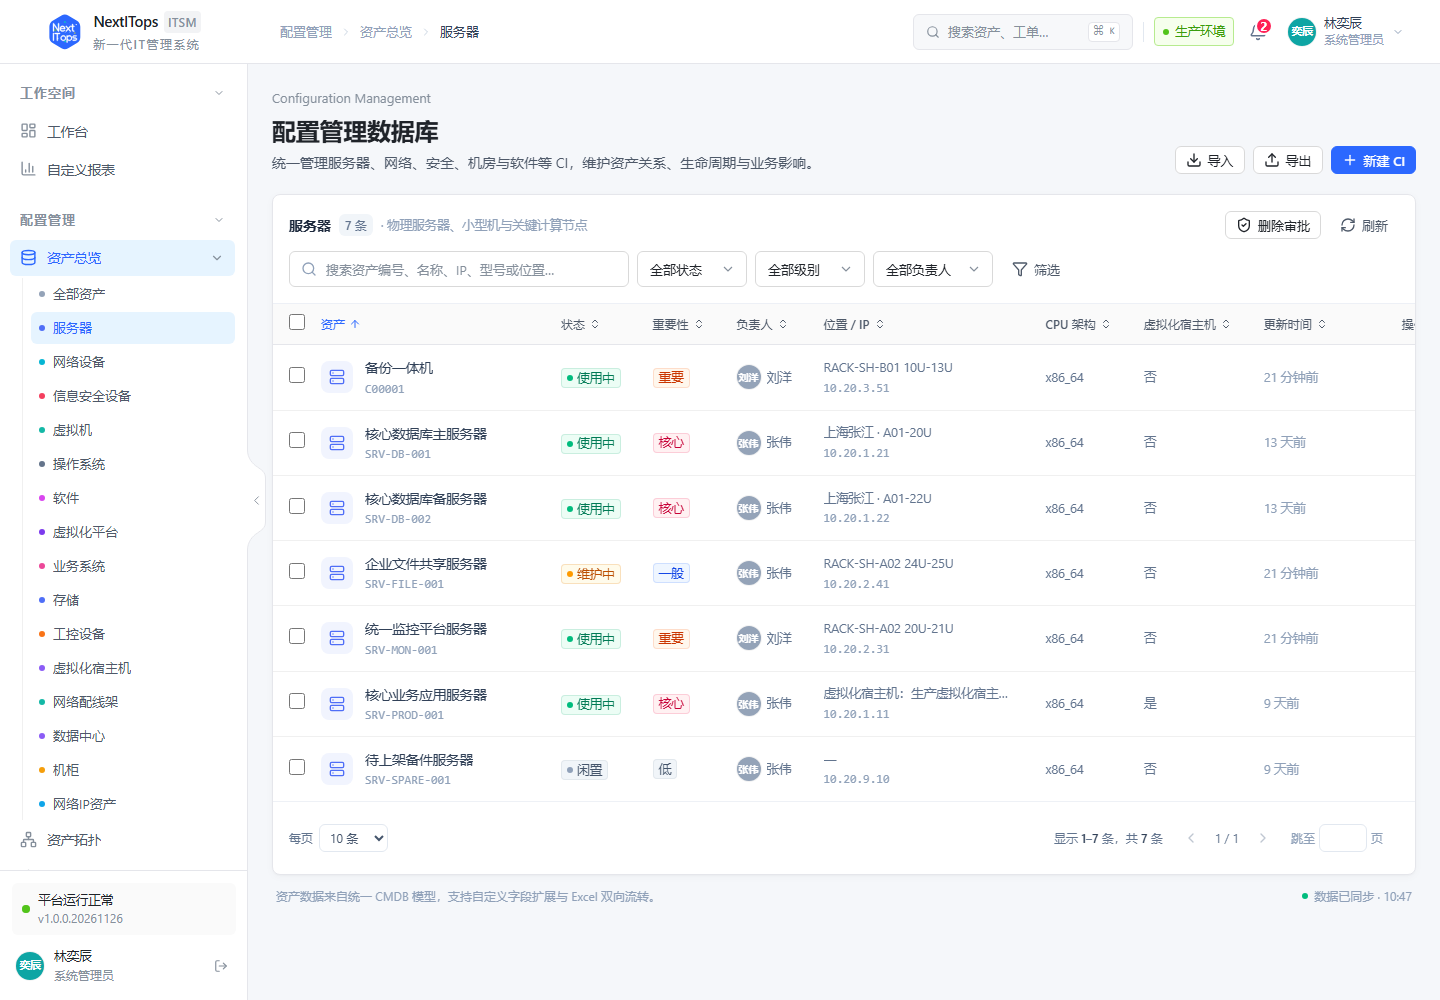 Next
ITops
NextITops ITSM
新一代IT管理系统
配置管理 › 资产总览 › 服务器
搜索资产、工单... ⌘ K
生产环境
2
奕辰
林奕辰
系统管理员
工作空间
工作台
自定义报表
配置管理
资产总览
全部资产
服务器
网络设备
信息安全设备
虚拟机
操作系统
软件
虚拟化平台
业务系统
存储
工控设备
虚拟化宿主机
网络配线架
数据中心
机柜
网络IP资产
资产拓扑
平台运行正常
v1.0.0.20261126
奕辰
林奕辰
系统管理员
Configuration Management
配置管理数据库
统一管理服务器、网络、安全、机房与软件等 CI，维护资产关系、生命周期与业务影响。
导入
导出
新建 CI
服务器 7 条 · 物理服务器、小型机与关键计算节点
删除审批 刷新
搜索资产编号、名称、IP、型号或位置... 全部状态 全部级别 全部负责人 筛选
资产 状态 重要性 负责人 位置 / IP CPU 架构 虚拟化宿主机 更新时间
备份一体机
C00001
使用中 重要 刘洋 刘洋
RACK-SH-B01 10U-13U
10.20.3.51
x86_64 否 21 分钟前
核心数据库主服务器
SRV-DB-001
使用中 核心 张伟 张伟
上海张江 · A01-20U
10.20.1.21
x86_64 否 13 天前
核心数据库备服务器
SRV-DB-002
使用中 核心 张伟 张伟
上海张江 · A01-22U
10.20.1.22
x86_64 否 13 天前
企业文件共享服务器
SRV-FILE-001
维护中 一般 张伟 张伟
RACK-SH-A02 24U-25U
10.20.2.41
x86_64 否 21 分钟前
统一监控平台服务器
SRV-MON-001
使用中 重要 刘洋 刘洋
RACK-SH-A02 20U-21U
10.20.2.31
x86_64 否 21 分钟前
核心业务应用服务器
SRV-PROD-001
使用中 核心 张伟 张伟
虚拟化宿主机：生产虚拟化宿主...
10.20.1.11
x86_64 是 9 天前
待上架备件服务器
SRV-SPARE-001
闲置 低 张伟 张伟
—
10.20.9.10
x86_64 否 9 天前
每页 10 条
显示 1–7 条，共 7 条 1 / 1 跳至 页
资产数据来自统一 CMDB 模型，支持自定义字段扩展与 Excel 双向流转。
数据已同步 · 10:47